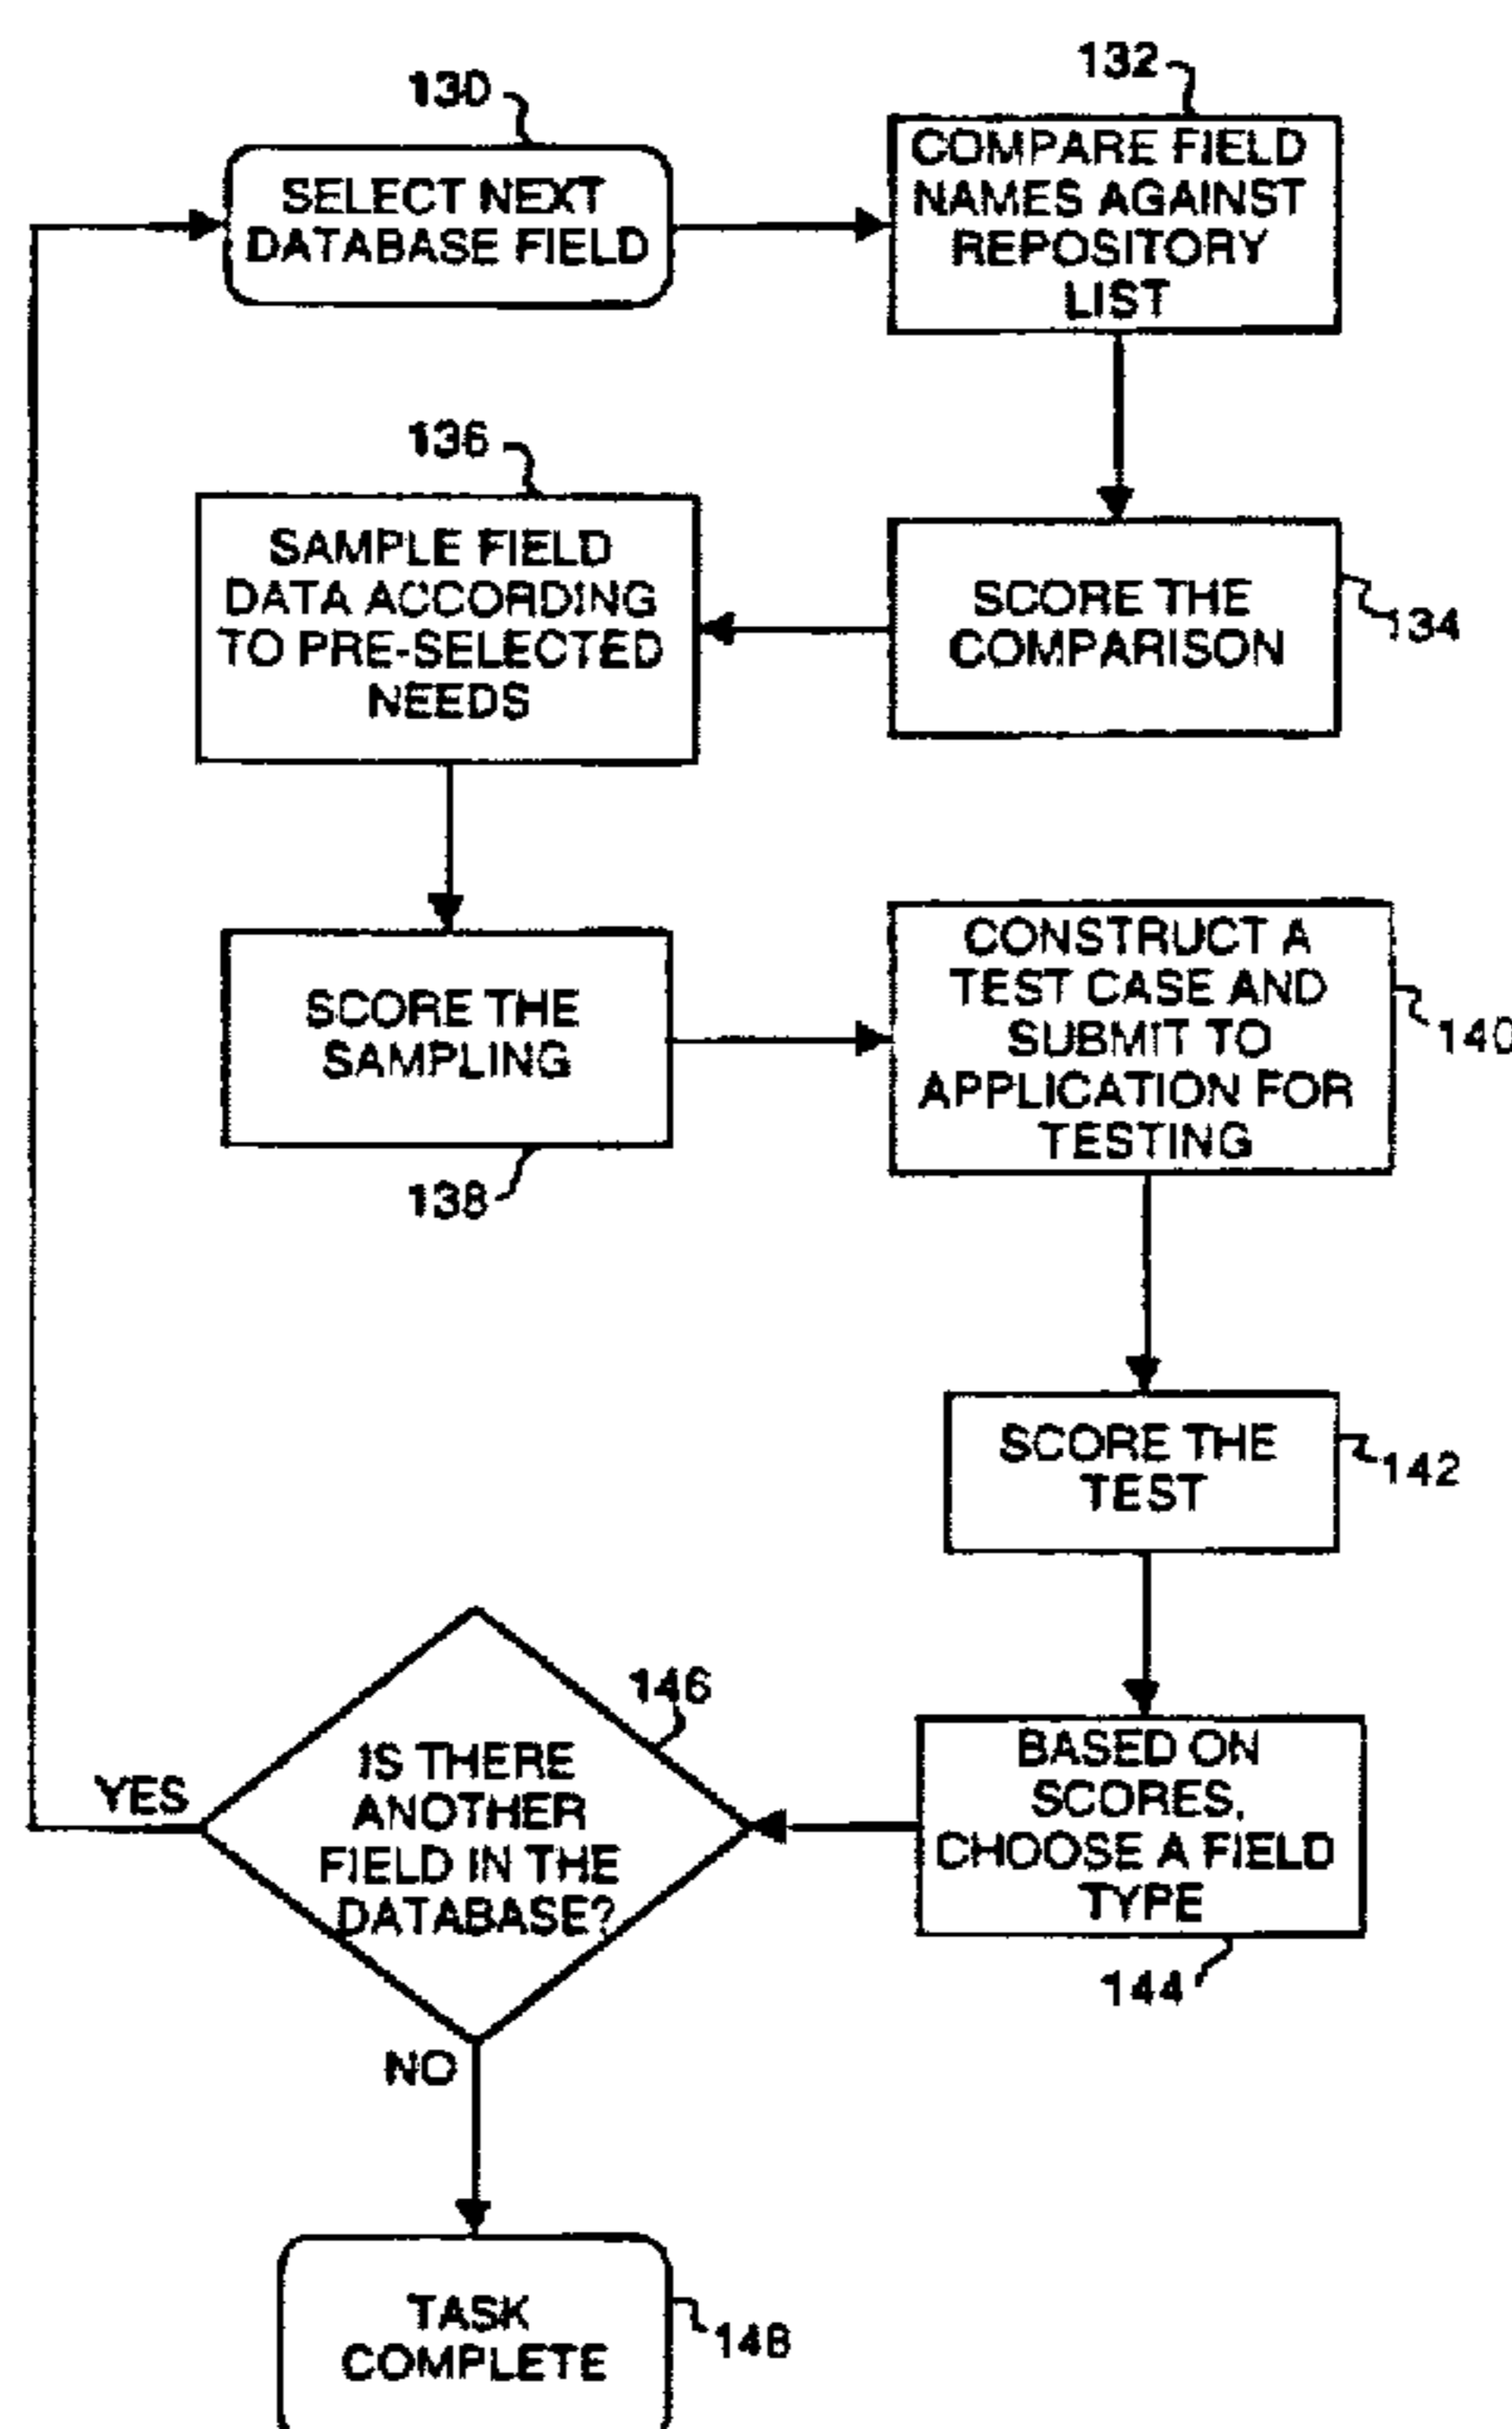 130
SELECT NEXT
DATABASE FIELD
132
COMPARE FIELD
NAMES AGAINST
REPOSITORY
LIST
134
SCORE THE
COMPARISON
136
SAMPLE FIELD
DATA ACCORDING
TO PRE-SELECTED
NEEDS
SCORE THE
SAMPLING
138
CONSTRUCT A
TEST CASE AND
SUBMIT TO
APPLICATION FOR
TESTING
140
SCORE THE
TEST
142
BASED ON
SCORES,
CHOOSE A FIELD
TYPE
144
146
IS THERE
ANOTHER
FIELD IN THE
DATABASE?
YES
NO
TASK
COMPLETE
148